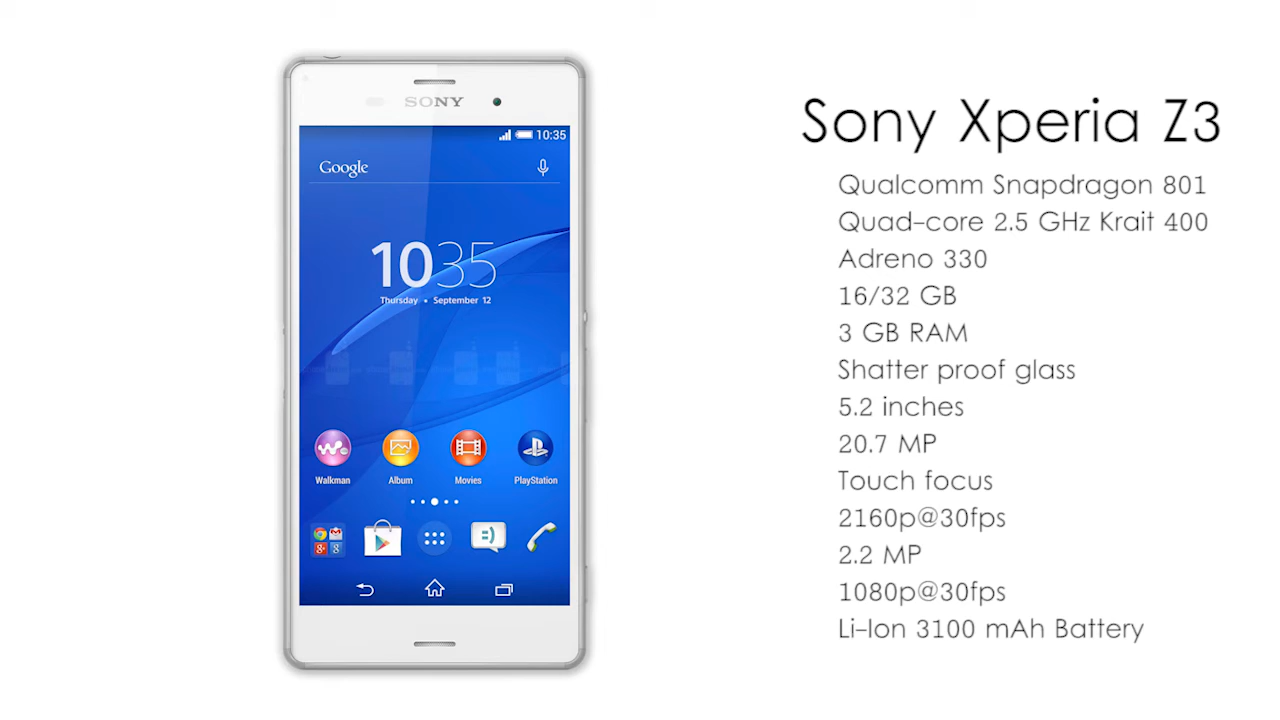 SONY
10:35
Google
1035
Thursday • September 12
Walkman Album Movies PlayStation
Sony Xperia Z3
Qualcomm Snapdragon 801
Quad-core 2.5 GHz Krait 400
Adreno 330
16/32 GB
3 GB RAM
Shatter proof glass
5.2 inches
20.7 MP
Touch focus
2160p@30fps
2.2 MP
1080p@30fps
Li-Ion 3100 mAh Battery